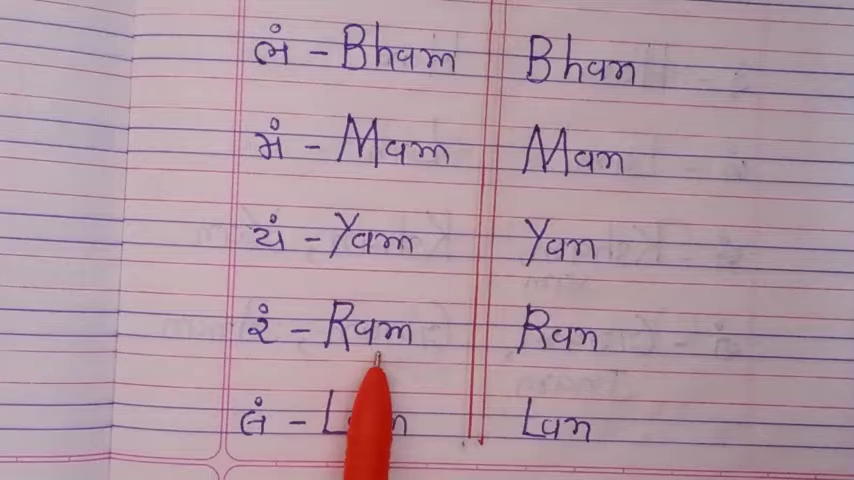 ભં - Bham Bhan
મં - Mam Man
યં - Yam Yan
રં - Ram Ran
લં - Lan